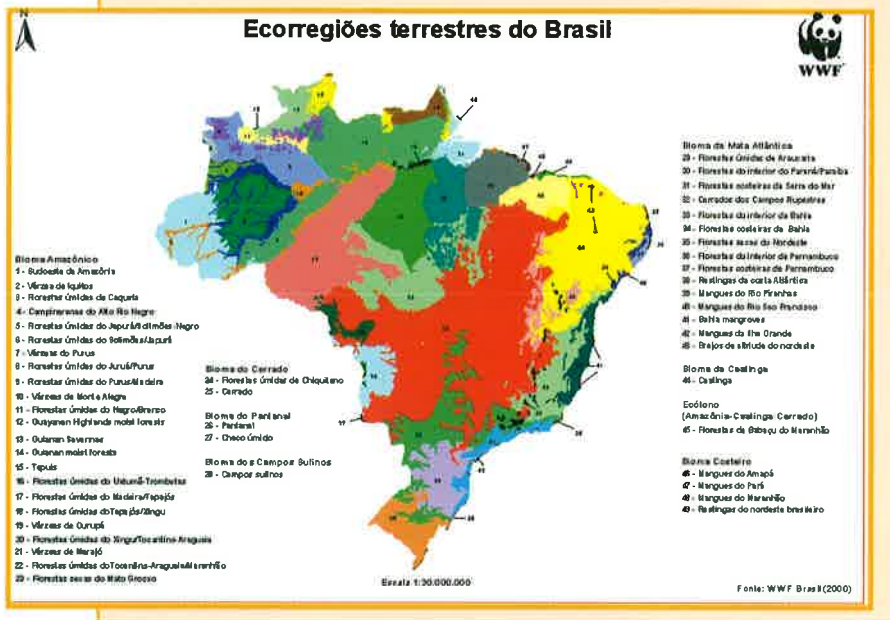 Ecorregiões terrestres do Brasil
WWF
Bioma Amazônico
1 - Sudoeste da Amazônia
2 - Várzea de Iquitos
3 - Florestas úmidas de Caqueta
4 - Campinaranas do Alto Rio Negro
5 - Florestas úmidas do Japurá/Solimões-Negro
6 - Florestas úmidas do Solimões/Japurá
7 - Várzeas do Purus
8 - Florestas úmidas do Juruá/Purus
9 - Florestas úmidas do Purus/Madeira
10 - Várzeas de Monte Alegre
11 - Florestas úmidas do Negro/Branco
12 - Guayanan Highlands moist forests
13 - Guianan Savannas
14 - Guianan moist forests
15 - Tepuis
16 - Florestas úmidas do Uatumã-Trombetas
17 - Florestas úmidas do Madeira/Tapajós
18 - Florestas úmidas do Tapajós/Xingu
19 - Várzeas de Gurupá
20 - Florestas úmidas do Xingu/Tocantins-Araguaia
21 - Várzeas de Marajó
22 - Florestas úmidas do Tocantins-Araguaia/Maranhão
23 - Florestas secas do Mato Grosso
Bioma do Cerrado
24 - Florestas úmidas de Chiquitano
25 - Cerrado
Bioma do Pantanal
26 - Pantanal
27 - Chaco úmido
Bioma dos Campos Sulinos
28 - Campos sulinos
Bioma da Mata Atlântica
29 - Florestas úmidas de Araucaria
30 - Florestas do interior do Paraná/Paraíba
31 - Florestas costeiras da Serra do Mar
32 - Cerrados dos Campos Rupestres
33 - Florestas do interior da Bahia
34 - Florestas costeiras da Bahia
35 - Florestas secas do Nordeste
36 - Florestas do interior de Pernambuco
37 - Florestas costeiras de Pernambuco
38 - Restingas da costa Atlântica
39 - Mangues do Rio Piranhas
40 - Mangues do Rio Sao Francisco
41 - Bahia mangroves
42 - Mangues da Ilha Grande
43 - Brejos de altitude do nordeste
Bioma da Caatinga
44 - Caatinga
Ecótono
(Amazônia-Caatinga-Cerrado)
45 - Florestas de Babaçu do Maranhão
Bioma Costeiro
46 - Mangues do Amapá
47 - Mangues do Pará
48 - Mangues do Maranhão
49 - Restingas do nordeste brasileiro
Escala 1:30.000.000
Fonte: WWF Brasil (2000)